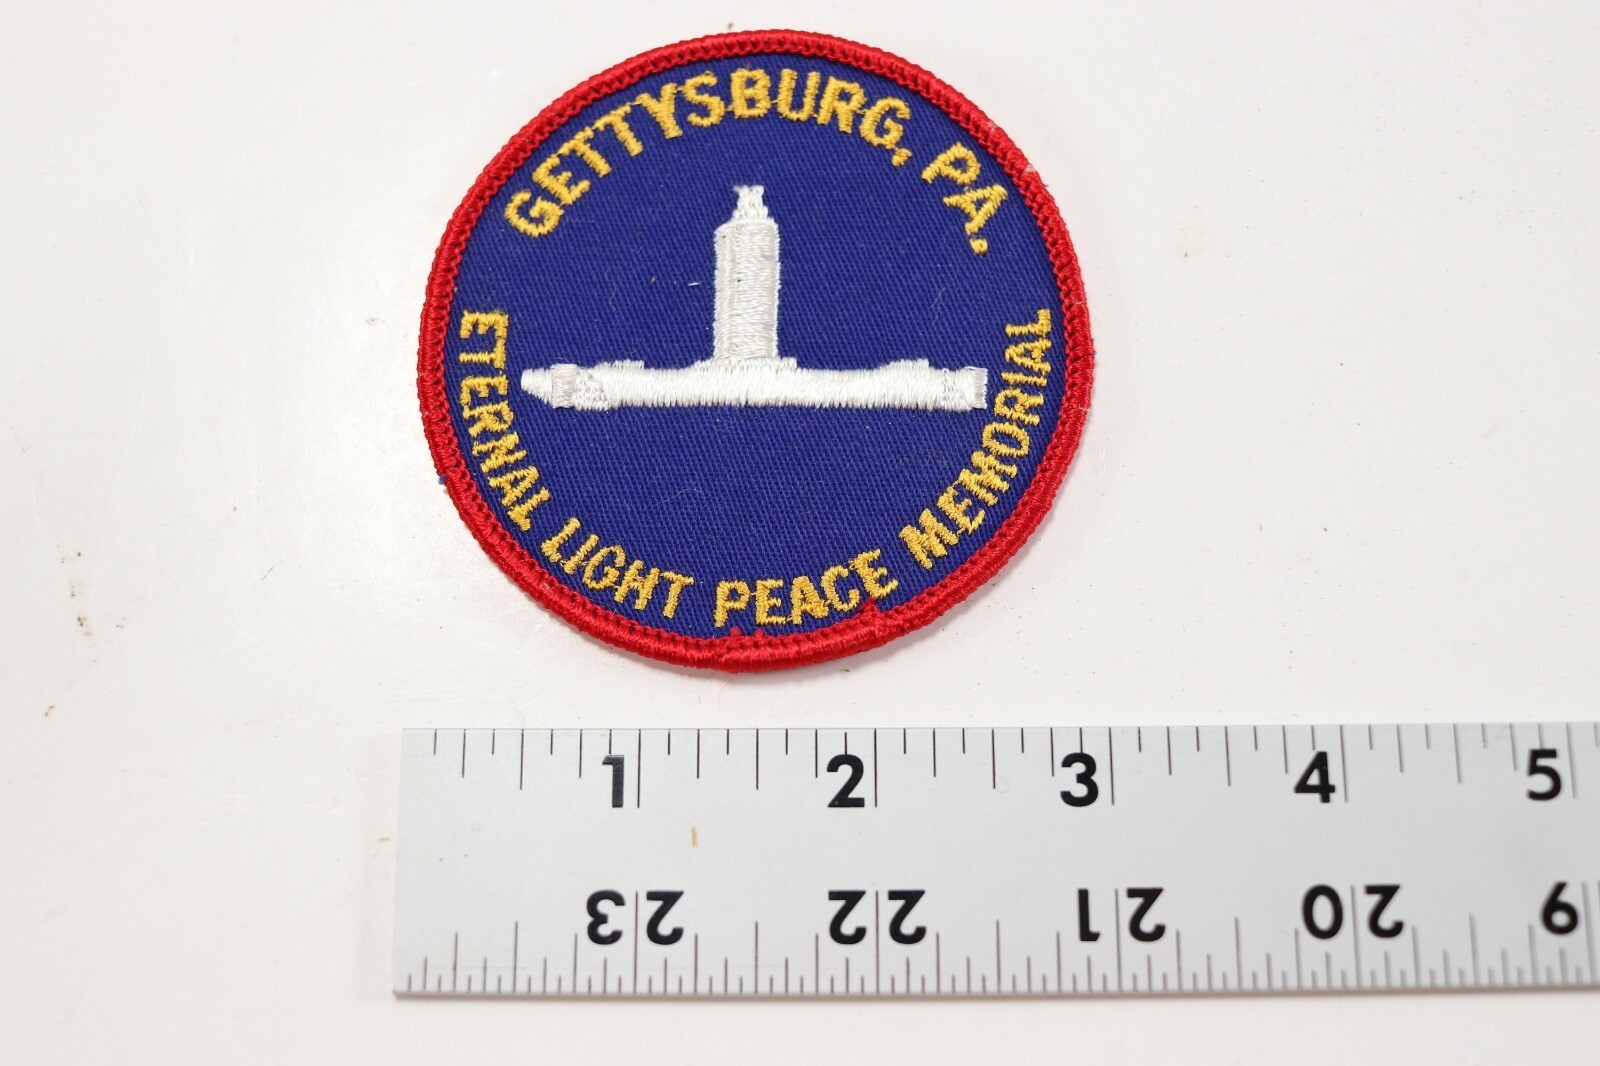 GETTYSBURG, PA.
ETERNAL LIGHT PEACE MEMORIAL
1 2 3 4 5
23 22 21 20 9